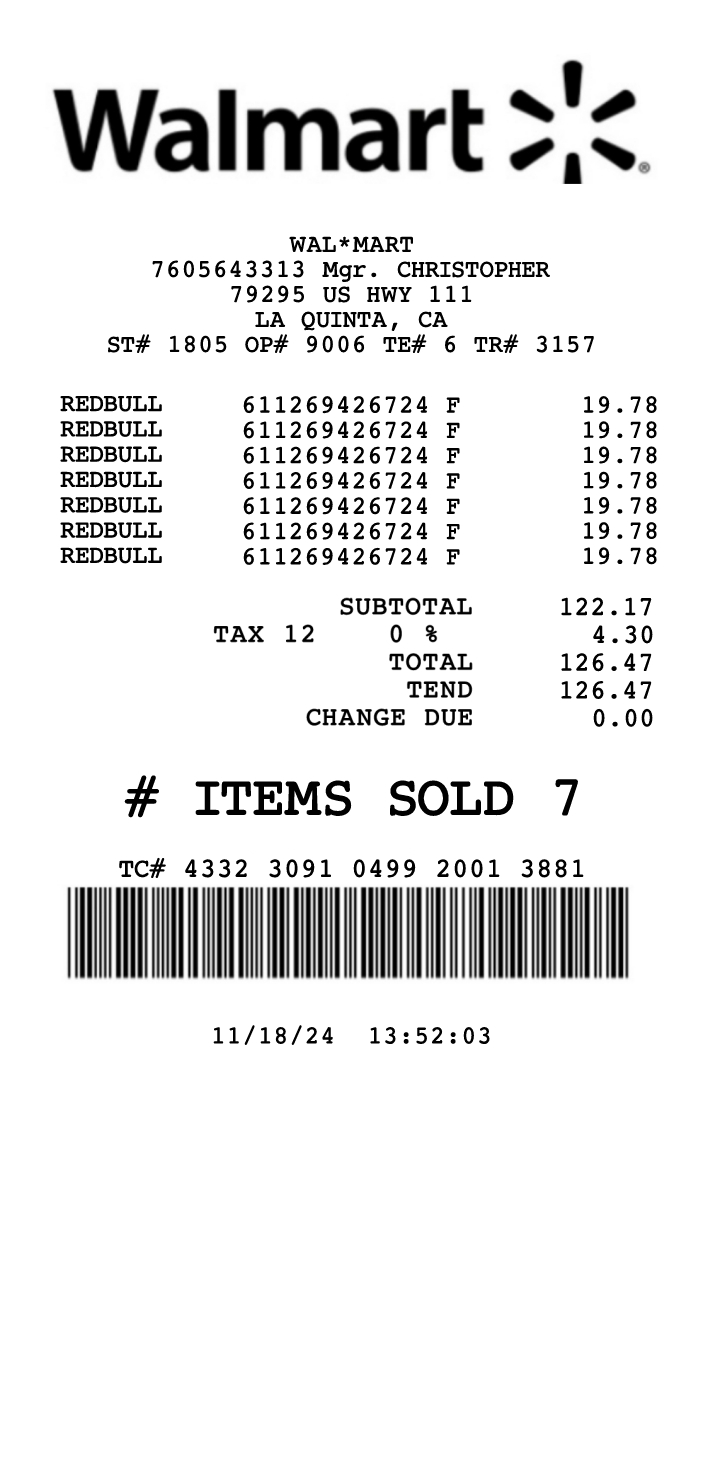 Walmart
WAL*MART
7605643313 Mgr. CHRISTOPHER
79295 US HWY 111
LA QUINTA, CA
ST# 1805 OP# 9006 TE# 6 TR# 3157
REDBULL 611269426724 F 19.78
REDBULL 611269426724 F 19.78
REDBULL 611269426724 F 19.78
REDBULL 611269426724 F 19.78
REDBULL 611269426724 F 19.78
REDBULL 611269426724 F 19.78
REDBULL 611269426724 F 19.78
SUBTOTAL 122.17
TAX 12 0 % 4.30
TOTAL 126.47
TEND 126.47
CHANGE DUE 0.00
# ITEMS SOLD 7
TC# 4332 3091 0499 2001 3881
11/18/24 13:52:03